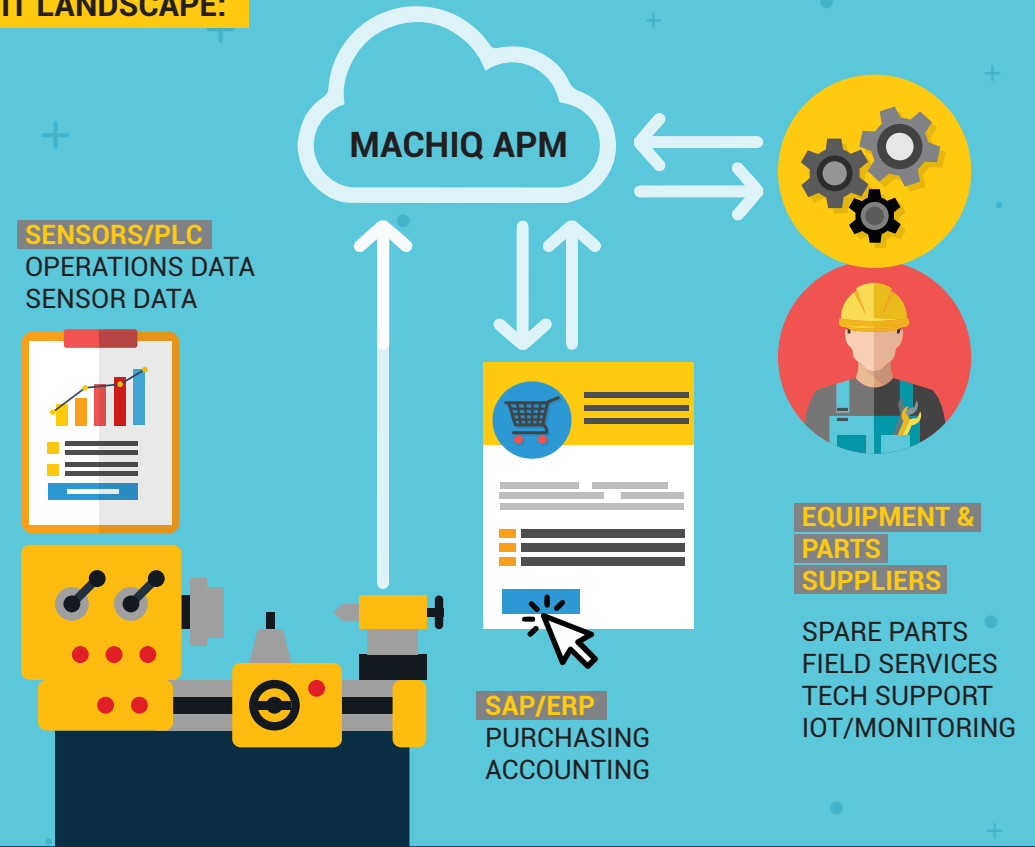 IT LANDSCAPE:
MACHIQ APM
SENSORS/PLC
OPERATIONS DATA
SENSOR DATA
SAP/ERP
PURCHASING
ACCOUNTING
EQUIPMENT &
PARTS
SUPPLIERS
SPARE PARTS
FIELD SERVICES
TECH SUPPORT
IOT/MONITORING